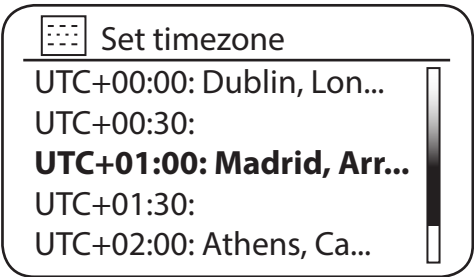 Set timezone
UTC+00:00: Dublin, Lon...
UTC+00:30:
UTC+01:00: Madrid, Arr...
UTC+01:30:
UTC+02:00: Athens, Ca...